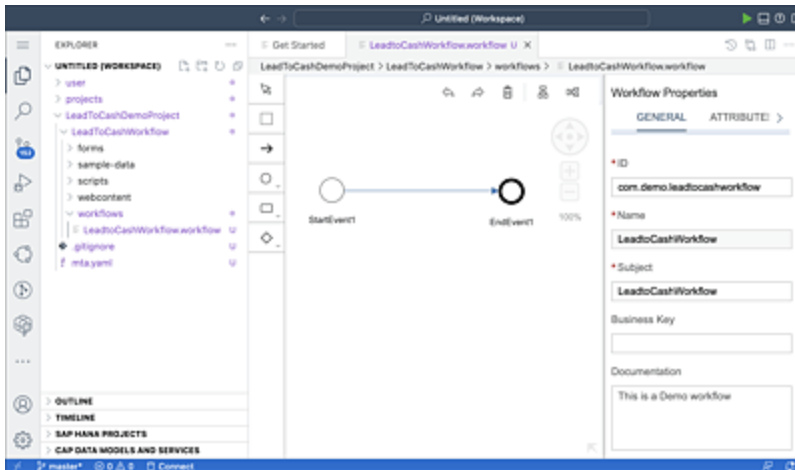 Untitled (Workspace)
EXPLORER
Get Started
LeadtoCashWorkflow.workflow U
UNTITLED (WORKSPACE)
LeadToCashDemoProject > LeadToCashWorkflow > workflows > LeadtoCashWorkflow.workflow
> user
> projects
LeadToCashDemoProject
LeadToCashWorkflow
> forms
> sample-data
> scripts
> webcontent
workflows
LeadtoCashWorkflow.workflow U
.gitignore U
mta.yaml U
StartEvent1
EndEvent1
100%
Workflow Properties
GENERAL
*ID
com.demo.leadtocashworkflow
*Name
LeadtoCashWorkflow
*Subject
LeadtoCashWorkflow
Business Key
Documentation
This is a Demo workflow
> OUTLINE
> TIMELINE
> SAP HANA PROJECTS
> CAP DATA MODELS AND SERVICES
master* 0 0 Connect